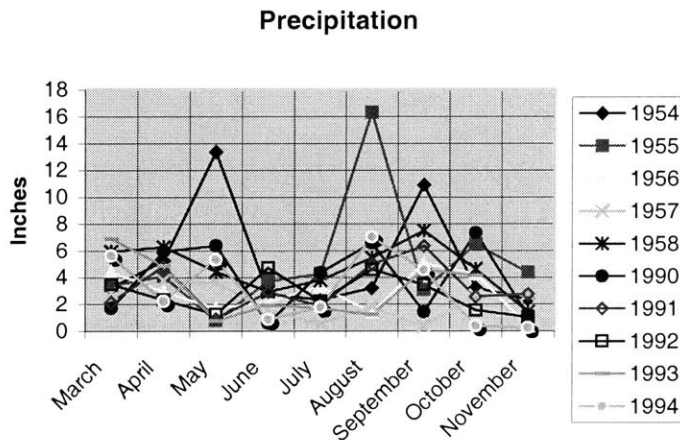 Precipitation
18
16
14
12
10
8
6
4
2
0
Inches
March
April
May
June
July
August
September
October
November
1954
1955
1956
1957
1958
1990
1991
1992
1993
1994